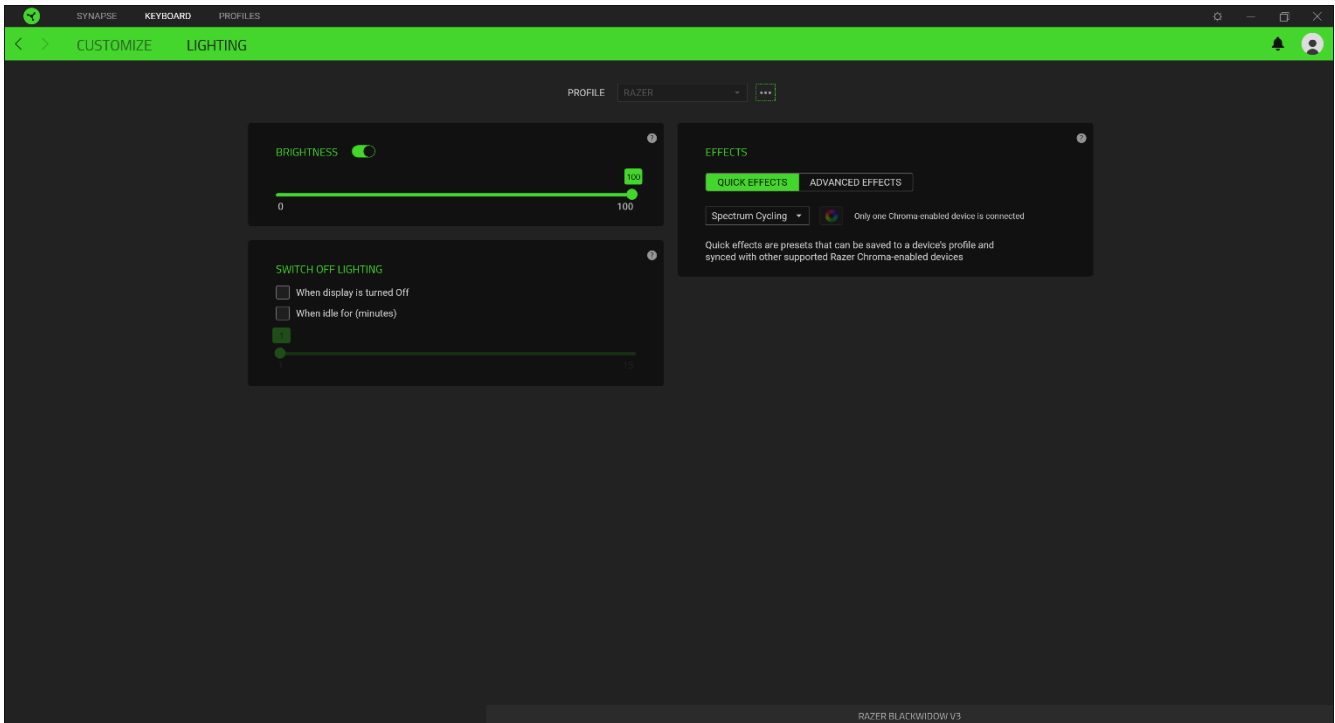 SYNAPSE KEYBOARD PROFILES
CUSTOMIZE LIGHTING
PROFILE RAZER
BRIGHTNESS
100
0 100
SWITCH OFF LIGHTING
When display is turned Off
When idle for (minutes)
1
1 15
EFFECTS
QUICK EFFECTS ADVANCED EFFECTS
Spectrum Cycling Only one Chroma-enabled device is connected
Quick effects are presets that can be saved to a device's profile and
synced with other supported Razer Chroma-enabled devices
RAZER BLACKWIDOW V3